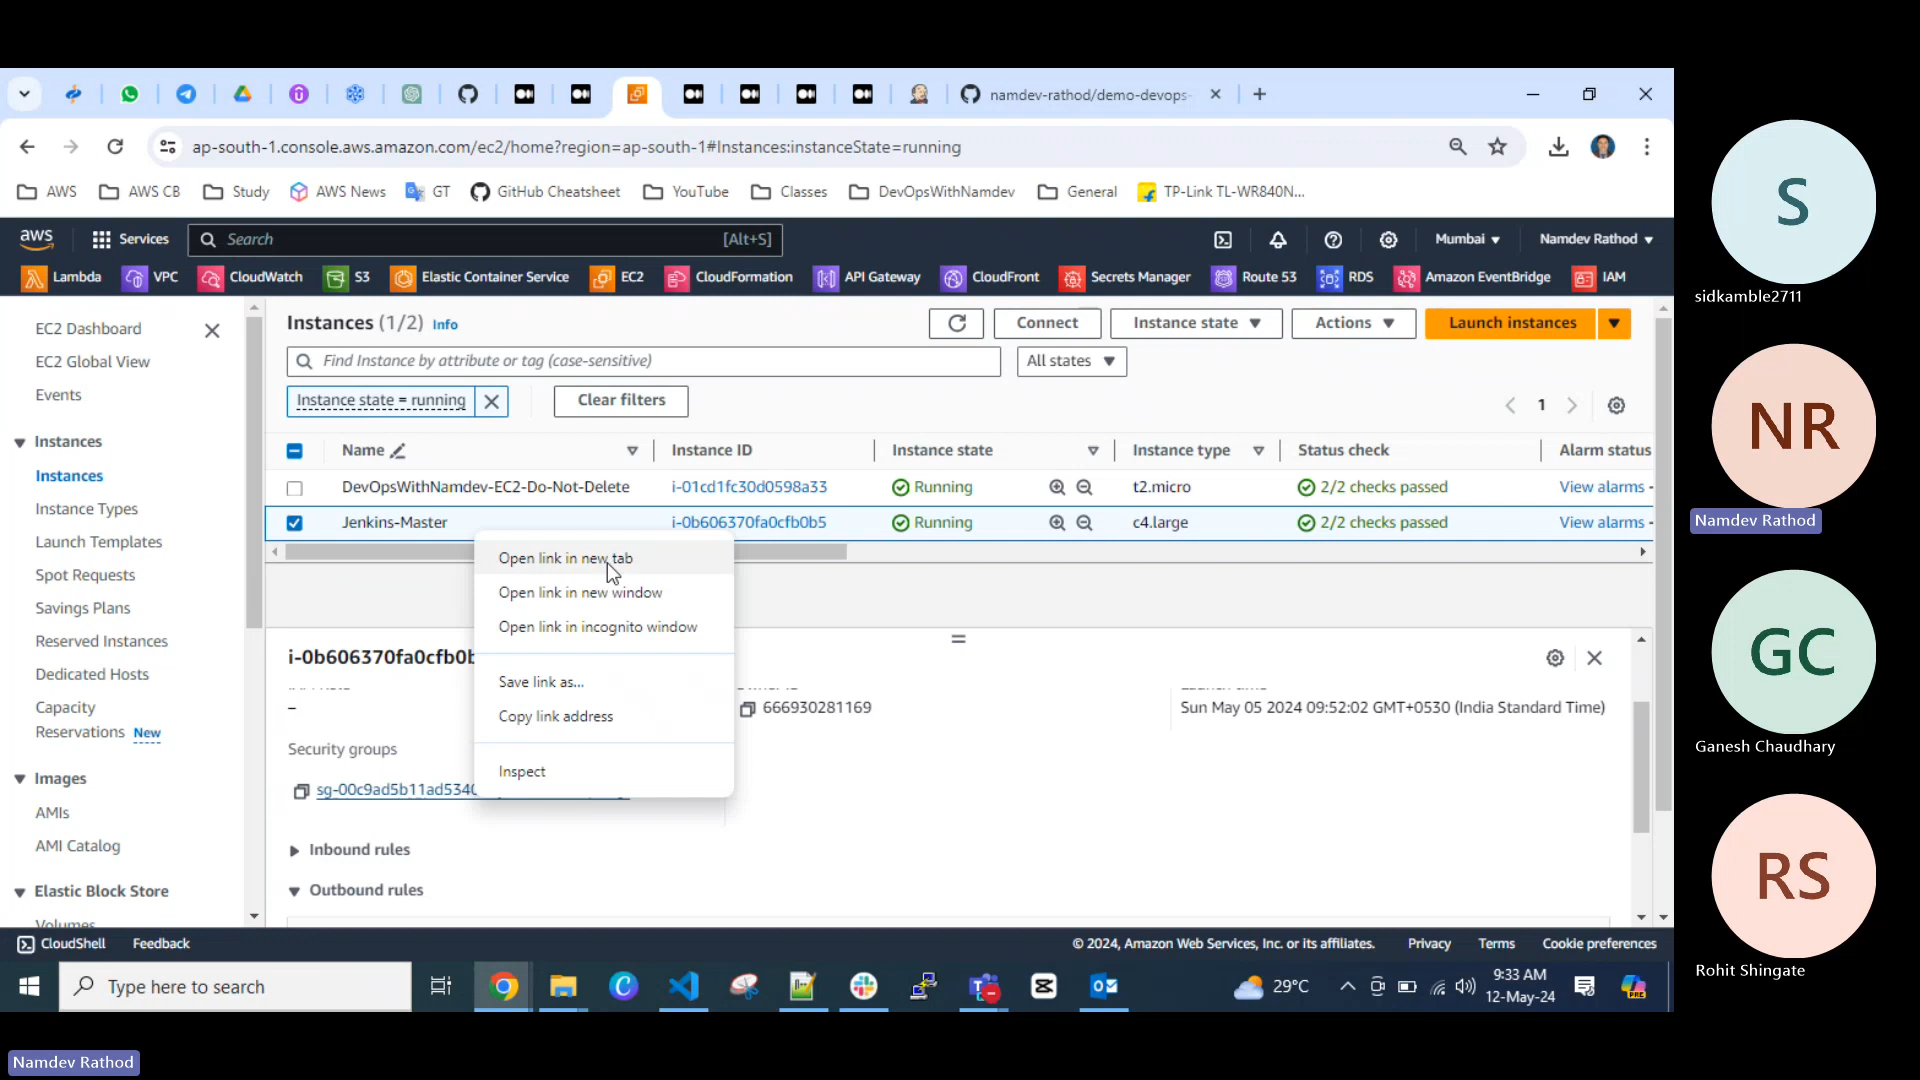 namdev-rathod/demo-devops-
ap-south-1.console.aws.amazon.com/ec2/home?region=ap-south-1#Instances:instanceState=running
AWS AWS CB Study AWS News GT GitHub Cheatsheet YouTube Classes DevOpsWithNamdev General TP-Link TL-WR840N...
aws Services Search [Alt+S] Mumbai Namdev Rathod
Lambda VPC CloudWatch S3 Elastic Container Service EC2 CloudFormation API Gateway CloudFront Secrets Manager Route 53 RDS Amazon EventBridge IAM
EC2 Dashboard
EC2 Global View
Events
Instances
Instances
Instance Types
Launch Templates
Spot Requests
Savings Plans
Reserved Instances
Dedicated Hosts
Capacity
Reservations New
Images
AMIs
AMI Catalog
Elastic Block Store
Volumes
Instances (1/2) Info
Connect Instance state Actions Launch instances
Find Instance by attribute or tag (case-sensitive) All states
Instance state = running Clear filters
1
Name Instance ID Instance state Instance type Status check Alarm status
DevOpsWithNamdev-EC2-Do-Not-Delete i-01cd1fc30d0598a33 Running t2.micro 2/2 checks passed View alarms
Jenkins-Master i-0b606370fa0cfb0b5 Running c4.large 2/2 checks passed View alarms
Open link in new tab
Open link in new window
Open link in incognito window
Save link as...
Copy link address
Inspect
i-0b606370fa0cfb0b
–
666930281169
Sun May 05 2024 09:52:02 GMT+0530 (India Standard Time)
Security groups
sg-00c9ad5b11ad5340
Inbound rules
Outbound rules
CloudShell Feedback © 2024, Amazon Web Services, Inc. or its affiliates. Privacy Terms Cookie preferences
Type here to search
29°C
9:33 AM
12-May-24
PRE
S
sidkamble2711
NR
Namdev Rathod
GC
Ganesh Chaudhary
RS
Rohit Shingate
Namdev Rathod